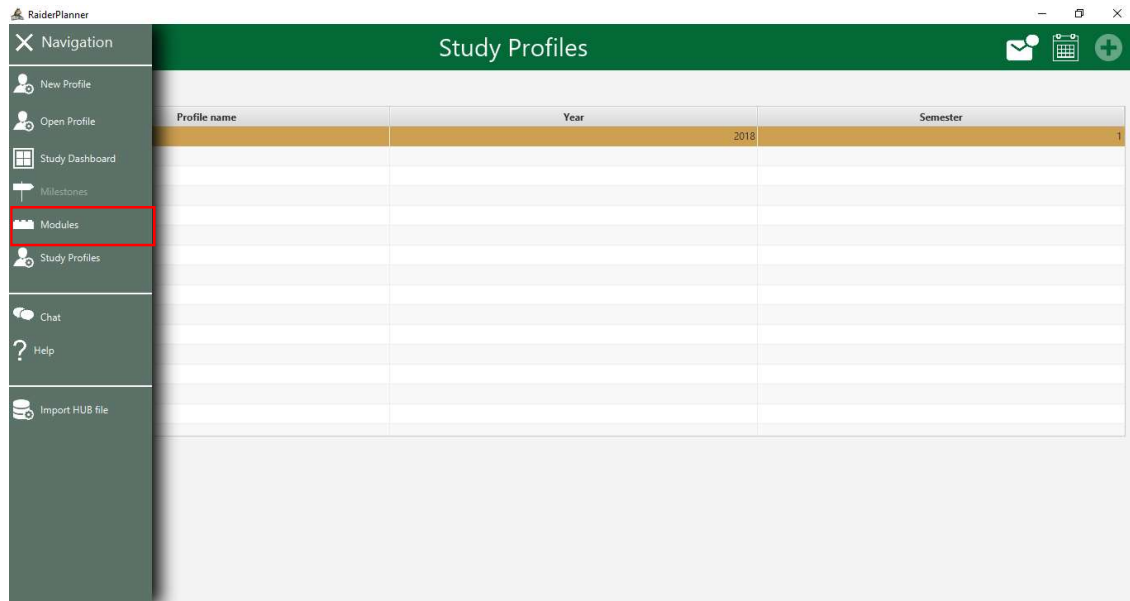 RaiderPlanner
Navigation
Study Profiles
New Profile
Open Profile
Study Dashboard
Milestones
Modules
Study Profiles
Chat
? Help
Import HUB file
Profile name Year Semester
2018 1